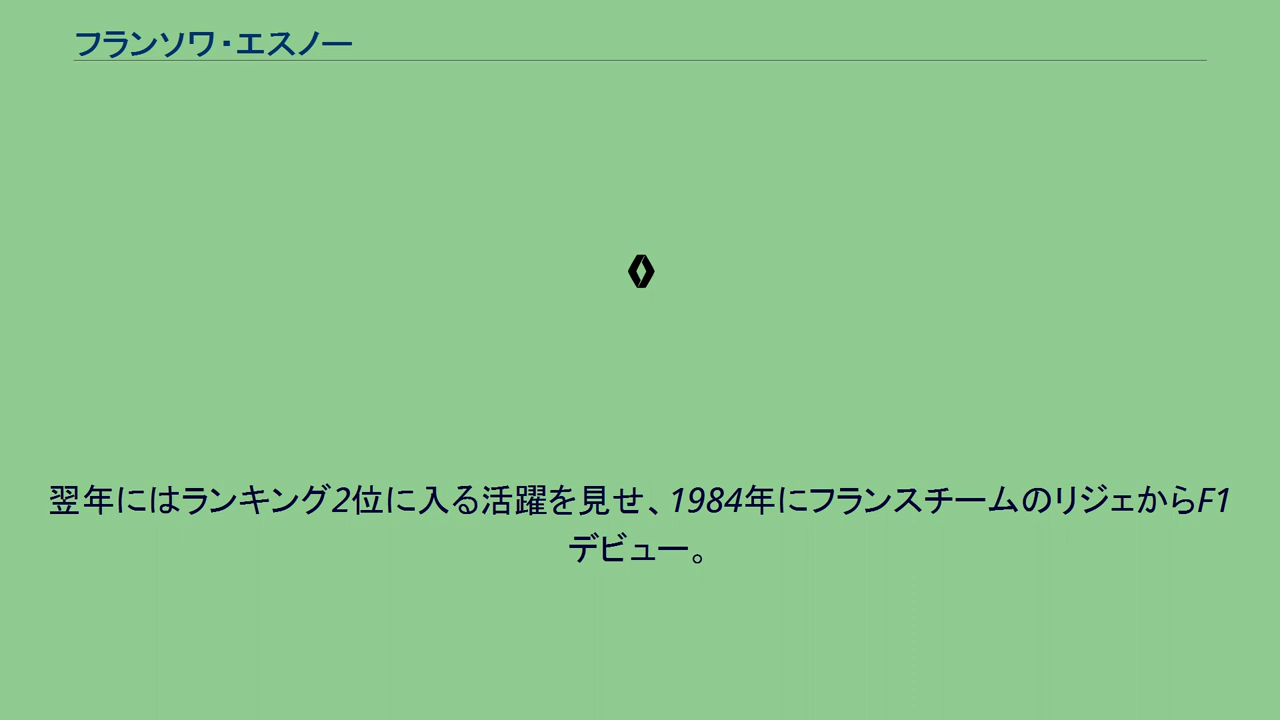 フランソワ・エスノー
翌年にはランキング2位に入る活躍を見せ、1984年にフランスチームのリジェからF1
デビュー。